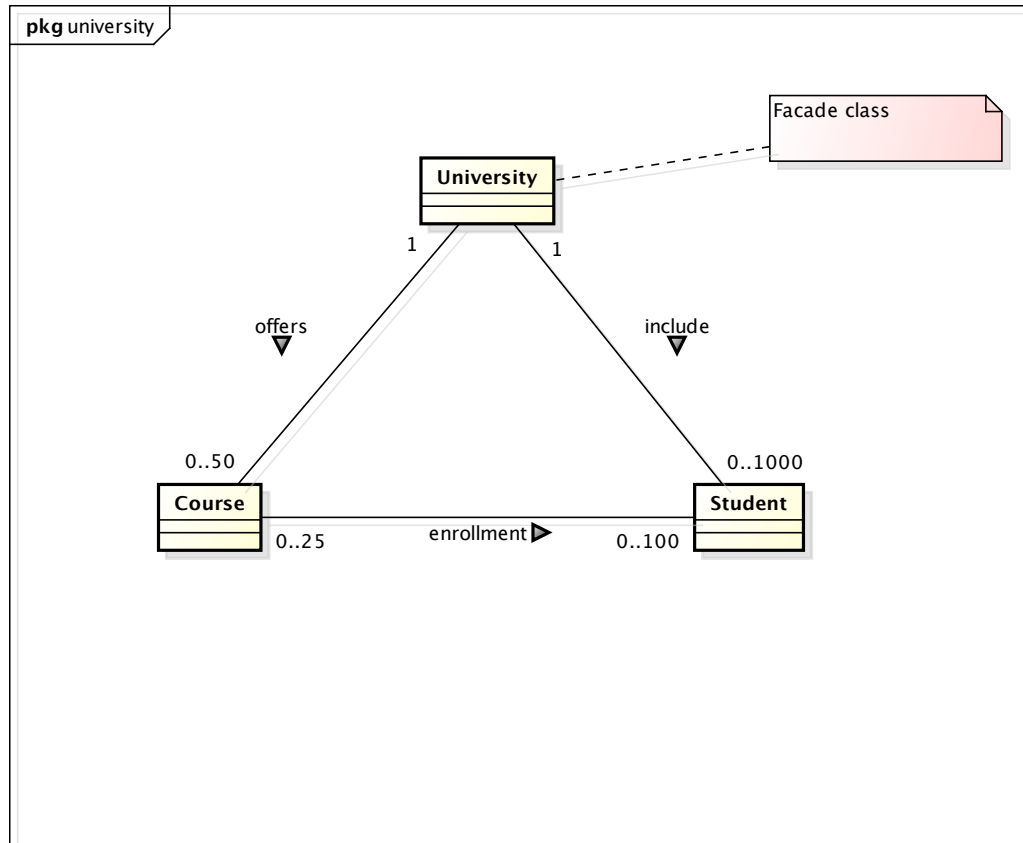 pkg university
Facade class
University
1
1
offers
include
0..50
0..1000
Course
Student
enrollment
0..25
0..100